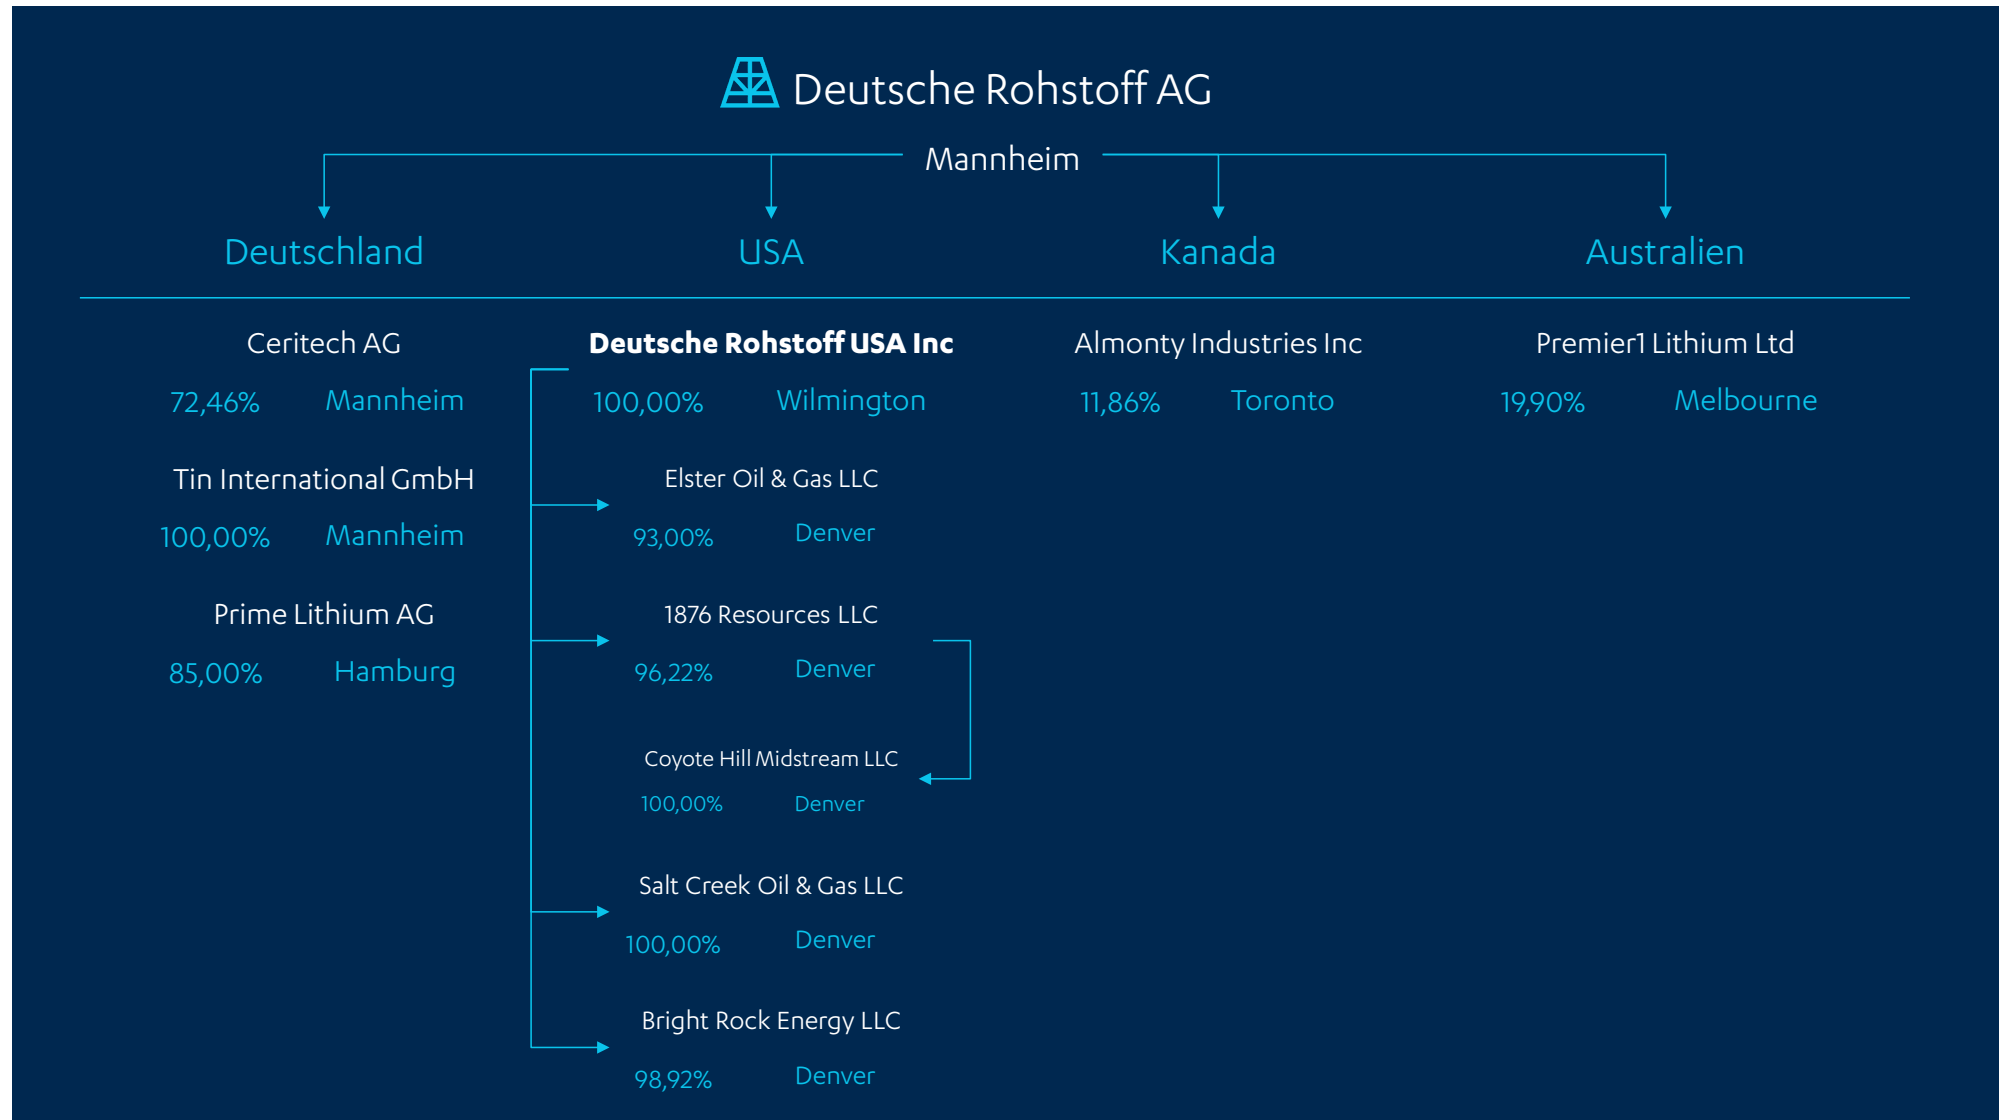 Deutsche Rohstoff AG
Mannheim
Deutschland
USA
Kanada
Australien
Ceritech AG
72,46% Mannheim
Tin International GmbH
100,00% Mannheim
Prime Lithium AG
85,00% Hamburg
Deutsche Rohstoff USA Inc
100,00% Wilmington
Elster Oil & Gas LLC
93,00% Denver
1876 Resources LLC
96,22% Denver
Coyote Hill Midstream LLC
100,00% Denver
Salt Creek Oil & Gas LLC
100,00% Denver
Bright Rock Energy LLC
98,92% Denver
Almonty Industries Inc
11,86% Toronto
Premier1 Lithium Ltd
19,90% Melbourne